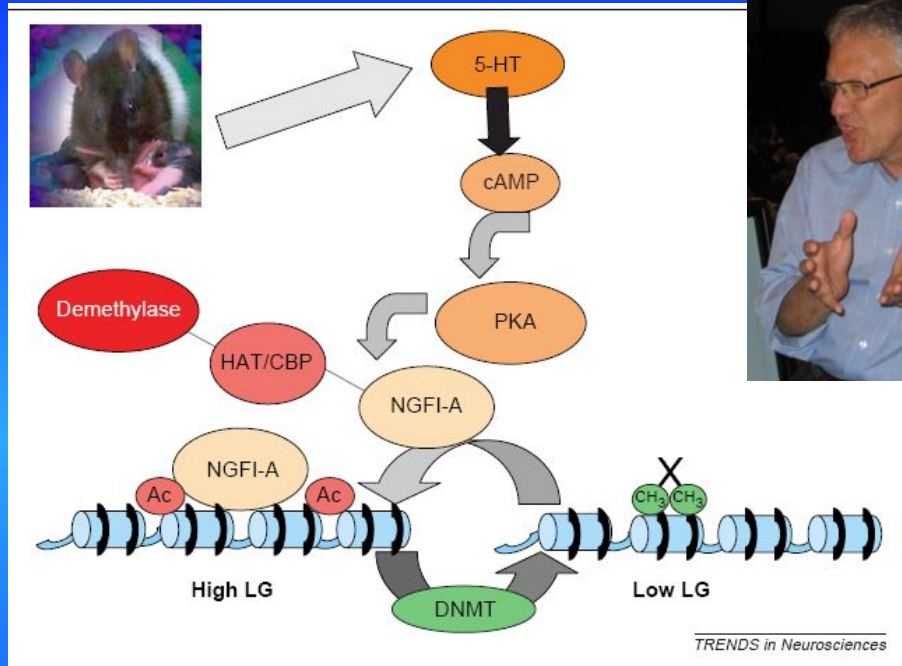 5-HT
cAMP
PKA
Demethylase
HAT/CBP
NGFI-A
NGFI-A
Ac
Ac
X
CH₃
CH₃
High LG
DNMT
Low LG
TRENDS in Neurosciences